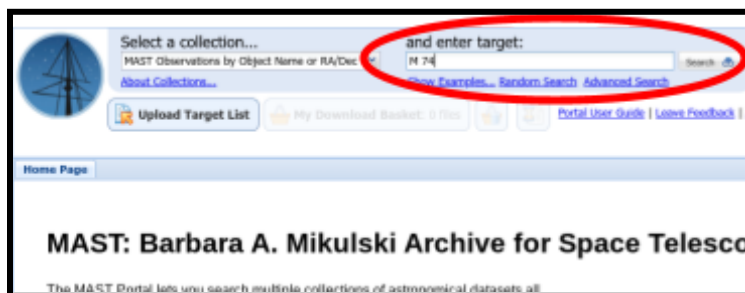 Select a collection... and enter target:
MAST Observations by Object Name or RA/Dec M 74 Search
About Collections... Show Examples... Random Search Advanced Search
Upload Target List My Download Basket: 0 files Portal User Guide | Leave Feedback |
Home Page
MAST: Barbara A. Mikulski Archive for Space Telesco
The MAST Portal lets you search multiple collections of astronomical datasets all